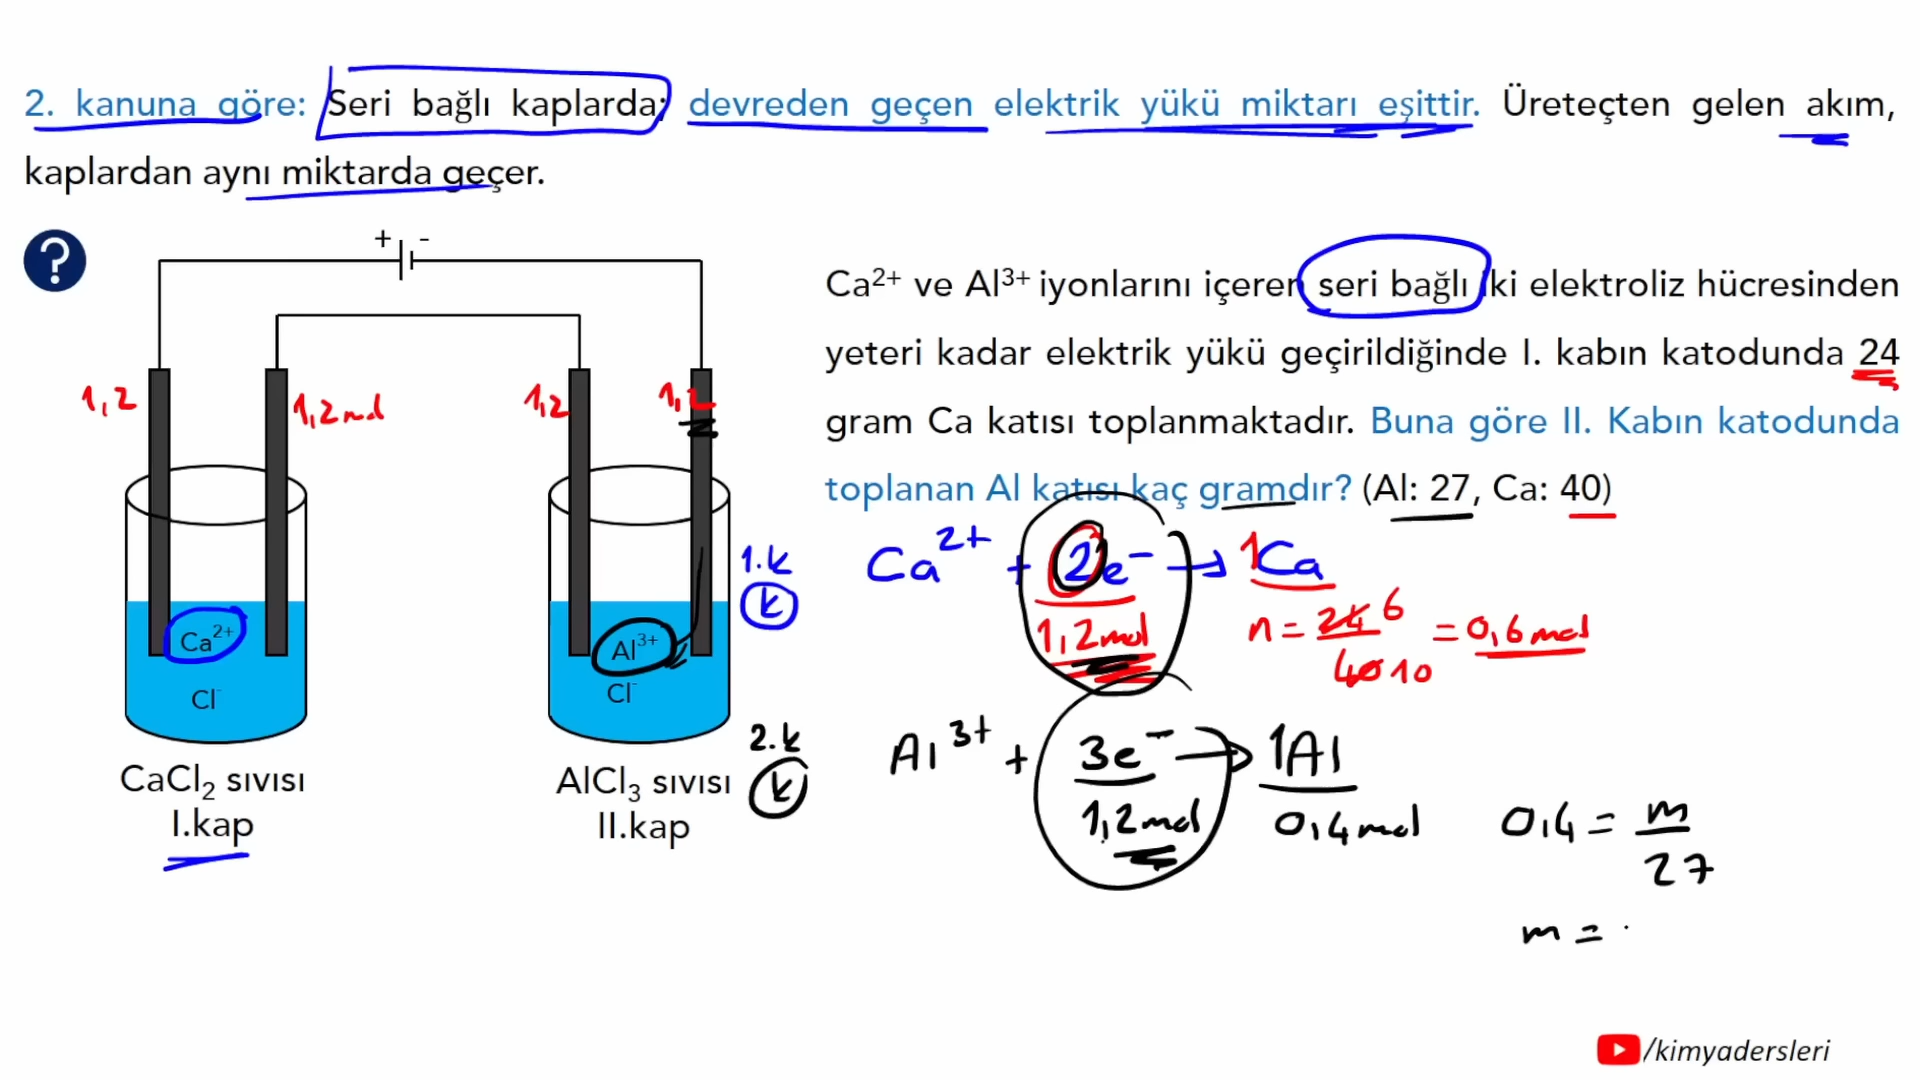 2. kanuna göre: Seri bağlı kaplarda; devreden geçen elektrik yükü miktarı eşittir. Üreteçten gelen akım,
kaplardan aynı miktarda geçer.
?
+ -
1,2
1,2 mol
1,2
1,2
Ca2+
Cl-
Al3+
Cl-
CaCl2 sıvısı
I.kap
AlCl3 sıvısı
II.kap
Ca2+ ve Al3+ iyonlarını içeren seri bağlı iki elektroliz hücresinden
yeteri kadar elektrik yükü geçirildiğinde I. kabın katodunda 24
gram Ca katısı toplanmaktadır. Buna göre II. Kabın katodunda
toplanan Al katısı kaç gramdır? (Al: 27, Ca: 40)
1.k
k
Ca2+ + 2e- → 1Ca
1,2mol
n = 24 6 / 40 10 = 0,6 mol
2.k
k
Al3+ + 3e- → 1Al
1,2mol
0,4mol
0,4 = m / 27
m =
/kimyadersleri